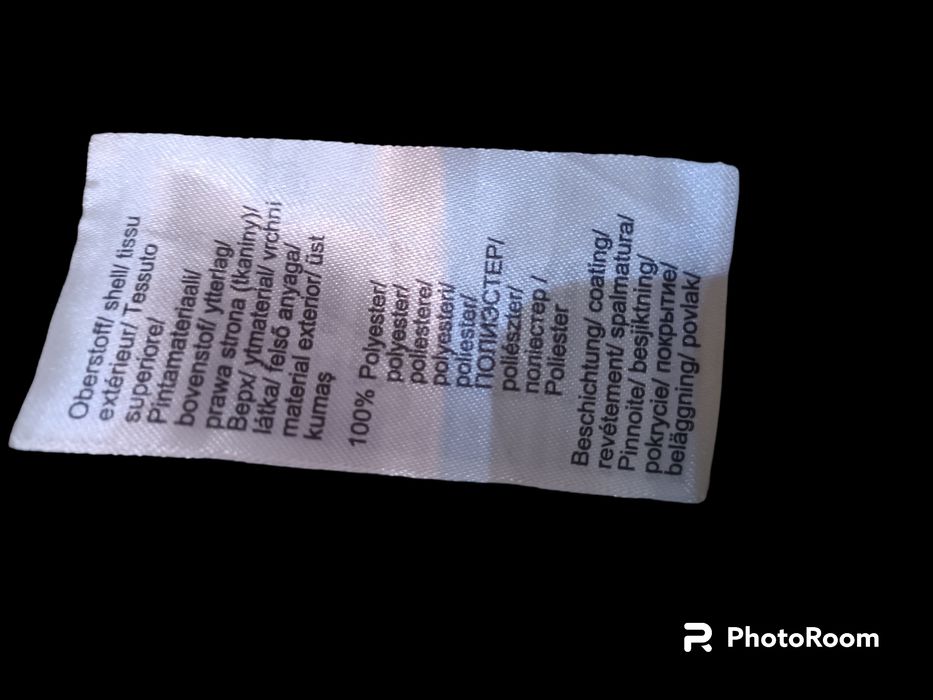 Oberstoff/ shell/ tissu
extérieur/ Tessuto
superiore/
Pintamateriaali/
bovenstof/ ytterlag/
prawa strona (tkaniny)/
Верх/ ytmaterial/ vrchní
látka/ felső anyaga/
material exterior/ üst
kumaş
100% Polyester/
polyester/
poliestere/
polyesteri/
poliester/
ПОЛИЭСТЕР/
poliészter/
полиестер /
Poliester
Beschichtung/ coating/
revêtement/ spalmatura/
Pinnoite/ besjiktning/
pokrycie/ покрытие/
beläggning/ povlak/
PhotoRoom